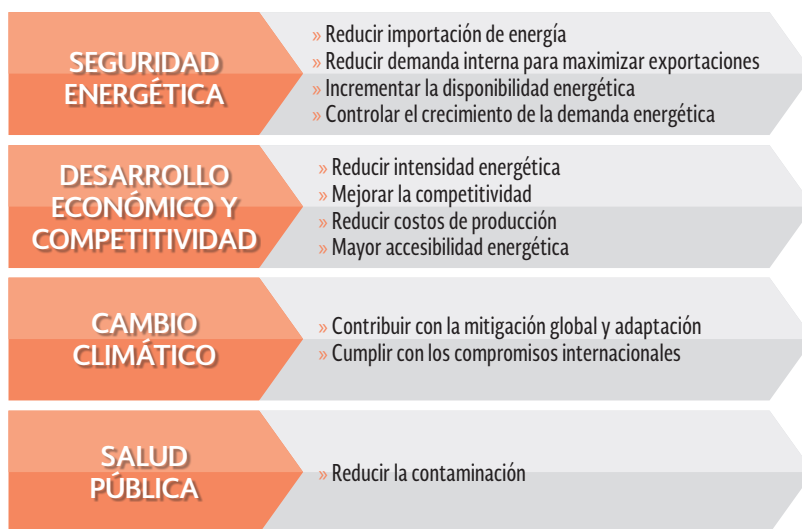 SEGURIDAD
ENERGÉTICA
» Reducir importación de energía
» Reducir demanda interna para maximizar exportaciones
» Incrementar la disponibilidad energética
» Controlar el crecimiento de la demanda energética
DESARROLLO
ECONÓMICO Y
COMPETITIVIDAD
» Reducir intensidad energética
» Mejorar la competitividad
» Reducir costos de producción
» Mayor accesibilidad energética
CAMBIO
CLIMÁTICO
» Contribuir con la mitigación global y adaptación
» Cumplir con los compromisos internacionales
SALUD
PÚBLICA
» Reducir la contaminación